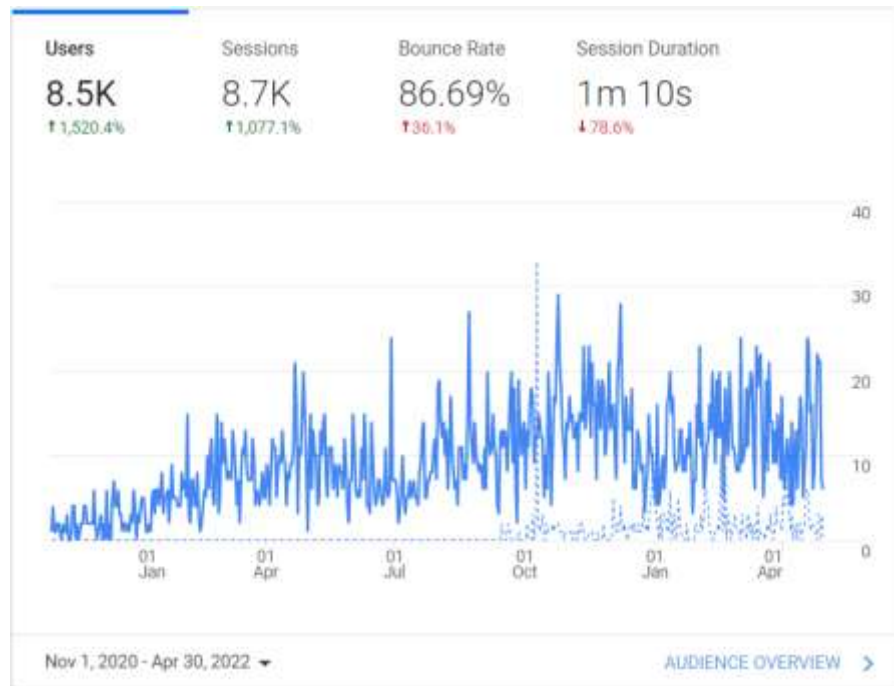 Users Sessions Bounce Rate Session Duration
8.5K 8.7K 86.69% 1m 10s
↑1,520.4% ↑1,077.1% ↑36.1% ↓78.6%
40
30
20
10
0
01 01 01 01 01 01
Jan Apr Jul Oct Jan Apr
Nov 1, 2020 - Apr 30, 2022 AUDIENCE OVERVIEW